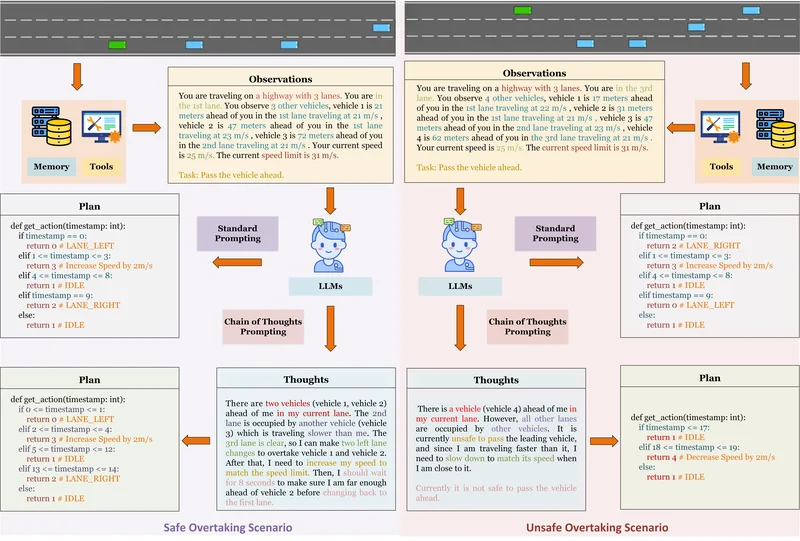 Observations
You are traveling on a highway with 3 lanes. You are in
the 1st lane. You observe 3 other vehicles, vehicle 1 is 21
meters ahead of you in the 1st lane traveling at 21 m/s ,
vehicle 2 is 47 meters ahead of you in the 1st lane
traveling at 23 m/s , vehicle 3 is 72 meters ahead of you
in the 2nd lane traveling at 21 m/s . Your current speed
is 25 m/s. The current speed limit is 31 m/s.
Task: Pass the vehicle ahead.
Memory
Tools
Plan
def get_action(timestamp: int):
if timestamp == 0:
return 0 # LANE_LEFT
elif 1 <= timestamp <= 3:
return 3 # Increase Speed by 2m/s
elif 4 <= timestamp <= 8:
return 1 # IDLE
elif timestamp == 9:
return 2 # LANE_RIGHT
else:
return 1 # IDLE
Standard
Prompting
LLMs
Chain of Thoughts
Prompting
Plan
def get_action(timestamp: int):
if 0 <= timestamp <= 1:
return 0 # LANE_LEFT
elif 2 <= timestamp <= 4:
return 3 # Increase Speed by 2m/s
elif 5 <= timestamp <= 12:
return 1 # IDLE
elif 13 <= timestamp <= 14:
return 2 # LANE_RIGHT
else:
return 1 # IDLE
Thoughts
There are two vehicles (vehicle 1, vehicle 2)
ahead of me in my current lane. The 2nd
lane is occupied by another vehicle (vehicle
3) which is traveling slower than me. The
3rd lane is clear, so I can make two left lane
changes to overtake vehicle 1 and vehicle 2.
After that, I need to increase my speed to
match the speed limit. Then, I should wait
for 8 seconds to make sure I am far enough
ahead of vehicle 2 before changing back to
the first lane.
Safe Overtaking Scenario
Observations
You are traveling on a highway with 3 lanes. You are in the 3rd
lane. You observe 4 other vehicles, vehicle 1 is 17 meters ahead
of you in the 1st lane traveling at 22 m/s , vehicle 2 is 31 meters
ahead of you in the 1st lane traveling at 21 m/s , vehicle 3 is 47
meters ahead of you in the 2nd lane traveling at 23 m/s , vehicle
4 is 62 meters ahead of you in the 3rd lane traveling at 21 m/s .
Your current speed is 25 m/s. The current speed limit is 31 m/s.
Task: Pass the vehicle ahead.
Tools
Memory
LLMs
Standard
Prompting
Plan
def get_action(timestamp: int):
if timestamp == 0:
return 2 # LANE_RIGHT
elif 1 <= timestamp <= 3:
return 3 # Increase Speed by 2m/s
elif 4 <= timestamp <= 8:
return 1 # IDLE
elif timestamp == 9:
return 0 # LANE_LEFT
else:
return 1 # IDLE
Chain of Thoughts
Prompting
Thoughts
There is a vehicle (vehicle 4) ahead of me in
my current lane. However, all other lanes
are occupied by other vehicles. It is
currently unsafe to pass the leading vehicle,
and since I am traveling faster than it, I
need to slow down to match its speed when
I am close to it.
Currently it is not safe to pass the vehicle
ahead.
Plan
def get_action(timestamp: int):
if timestamp <= 17:
return 1 # IDLE
elif 18 <= timestamp <= 19:
return 4 # Decrease Speed by 2m/s
else:
return 1 # IDLE
Unsafe Overtaking Scenario